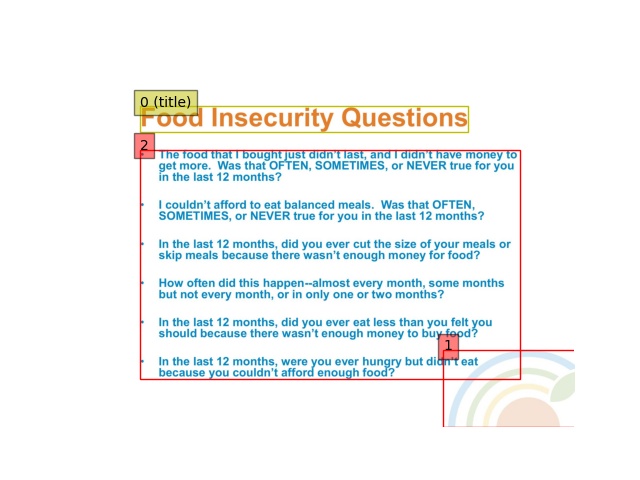 0 (title)
Food Insecurity Questions
2
• The food that I bought just didn't last, and I didn't have money to
get more. Was that OFTEN, SOMETIMES, or NEVER true for you
in the last 12 months?
• I couldn't afford to eat balanced meals. Was that OFTEN,
SOMETIMES, or NEVER true for you in the last 12 months?
• In the last 12 months, did you ever cut the size of your meals or
skip meals because there wasn't enough money for food?
• How often did this happen--almost every month, some months
but not every month, or in only one or two months?
• In the last 12 months, did you ever eat less than you felt you
should because there wasn't enough money to buy food?
1
• In the last 12 months, were you ever hungry but didn't eat
because you couldn't afford enough food?